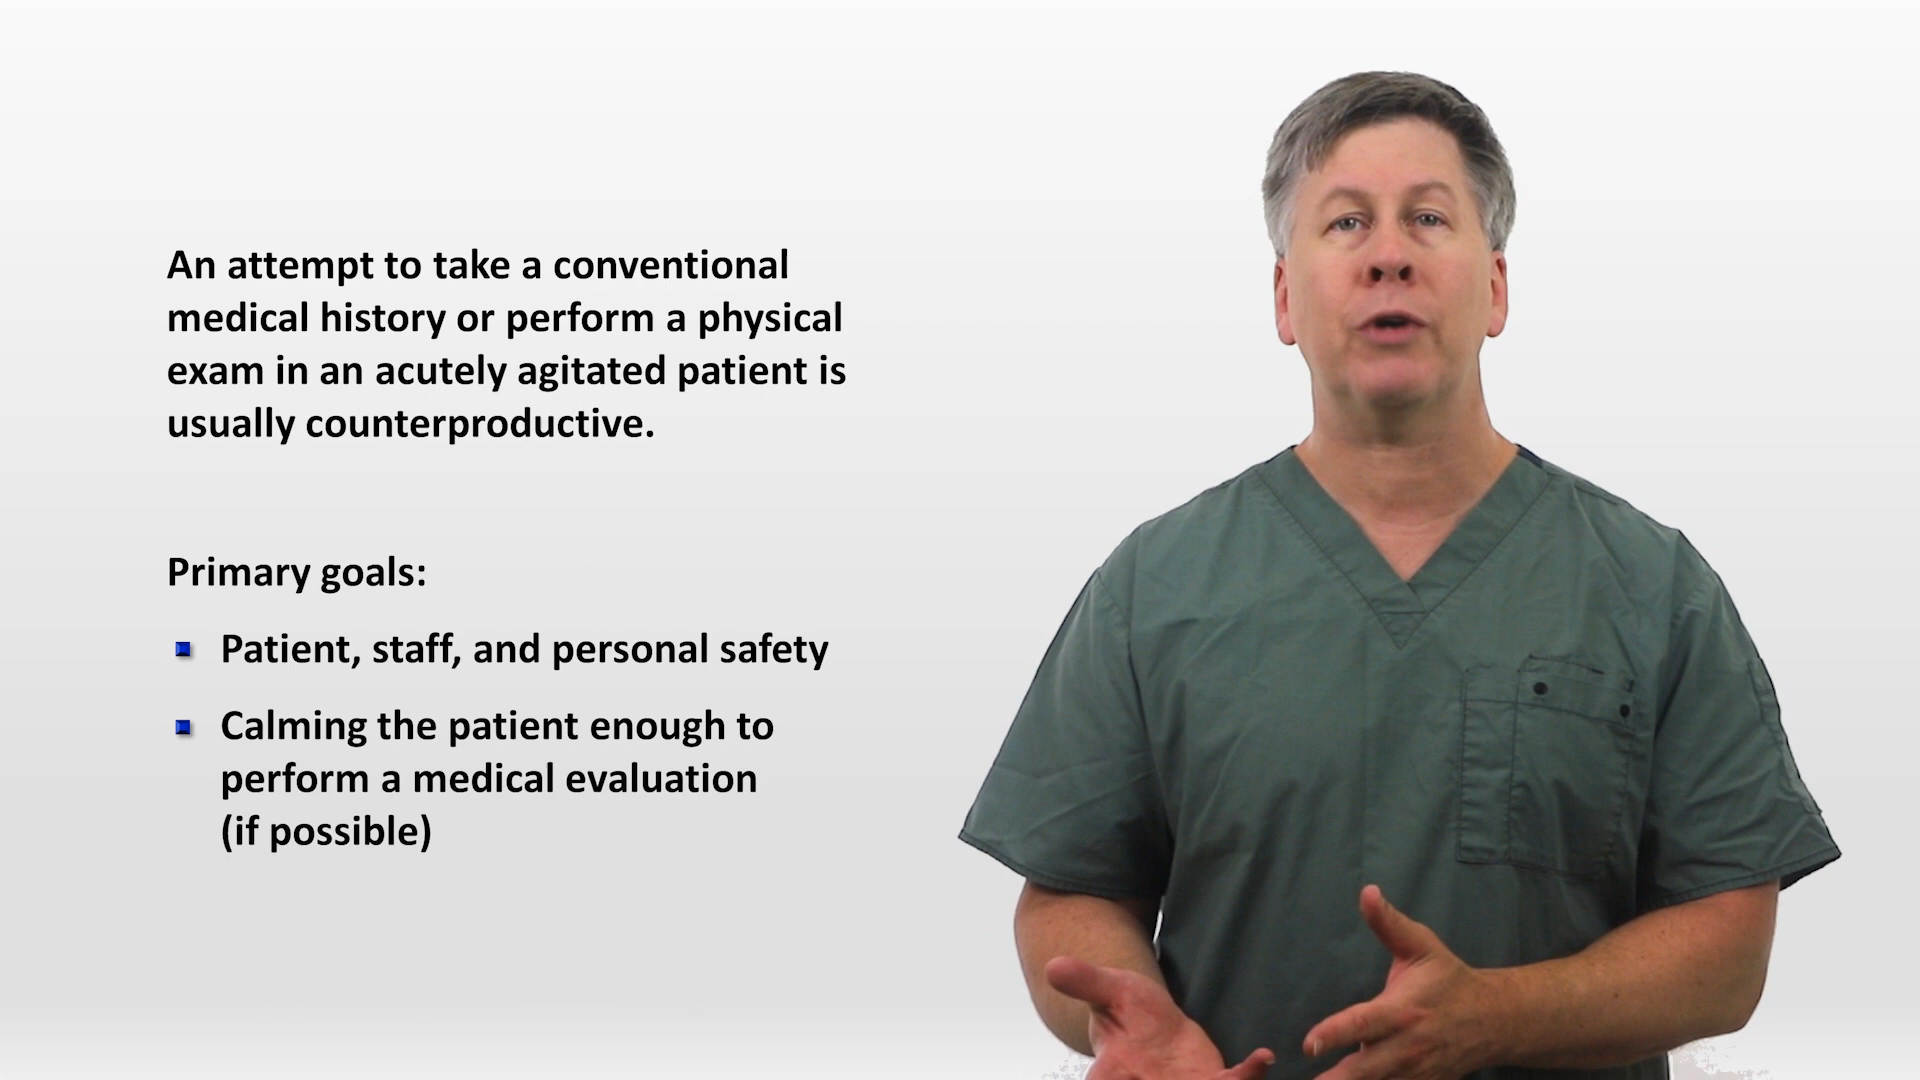 An attempt to take a conventional
medical history or perform a physical
exam in an acutely agitated patient is
usually counterproductive.
Primary goals:
Patient, staff, and personal safety
Calming the patient enough to
perform a medical evaluation
(if possible)